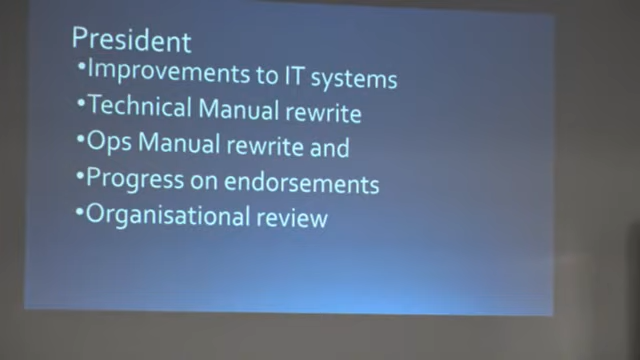 President
•Improvements to IT systems
•Technical Manual rewrite
•Ops Manual rewrite and
•Progress on endorsements
•Organisational review